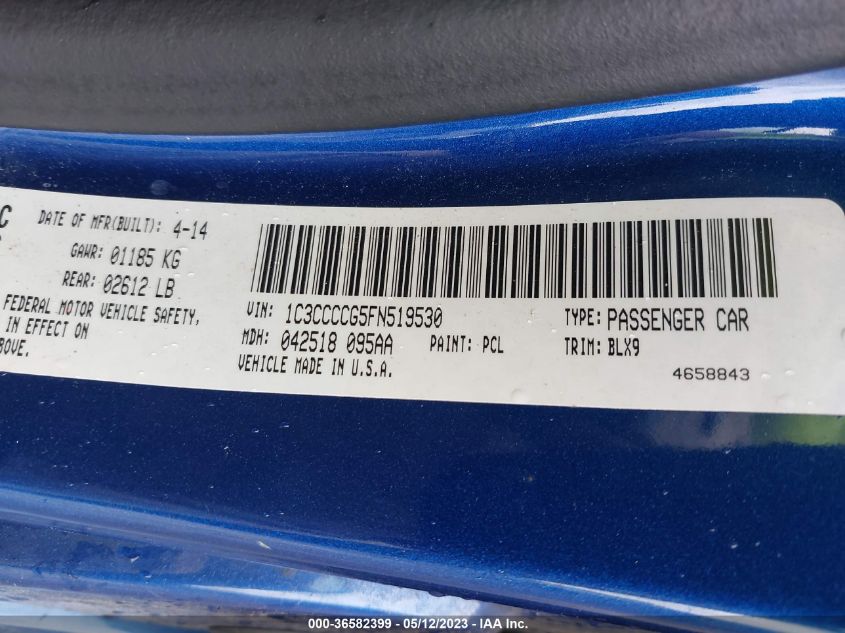 C
DATE OF MFR(BUILT): 4-14
GAWR: 01185 KG
REAR: 02612 LB
FEDERAL MOTOR VEHICLE SAFETY,
IN EFFECT ON
BOVE.
VIN: 1C3CCCCG5FN519530
TYPE: PASSENGER CAR
MDH: 042518 095AA
PAINT: PCL
TRIM: BLX9
VEHICLE MADE IN U.S.A.
4658843
000-36582399 - 05/12/2023 - IAAI Inc.